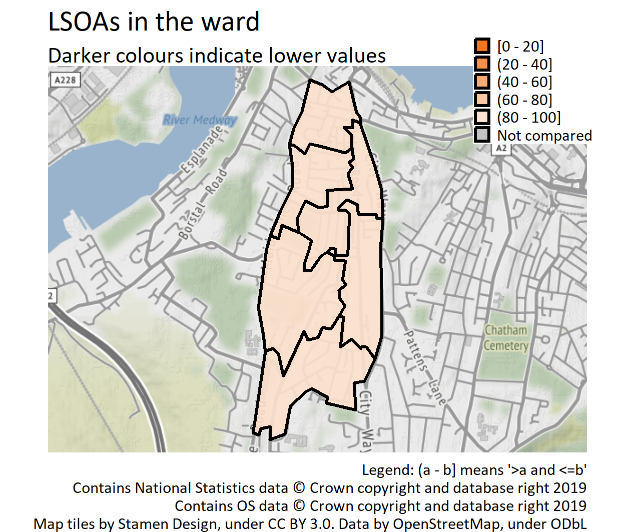 LSOAs in the ward
Darker colours indicate lower values
[0 - 20]
(20 - 40]
(40 - 60]
(60 - 80]
(80 - 100]
Not compared
A228
A2
River Medway
Esplanade
Borstal - Road
2
Chatham
Cemetery
Pattens - Lane
City - Way
Legend: (a - b] means '>a and <=b'
Contains National Statistics data © Crown copyright and database right 2019
Contains OS data © Crown copyright and database right 2019
Map tiles by Stamen Design, under CC BY 3.0. Data by OpenStreetMap, under ODbL